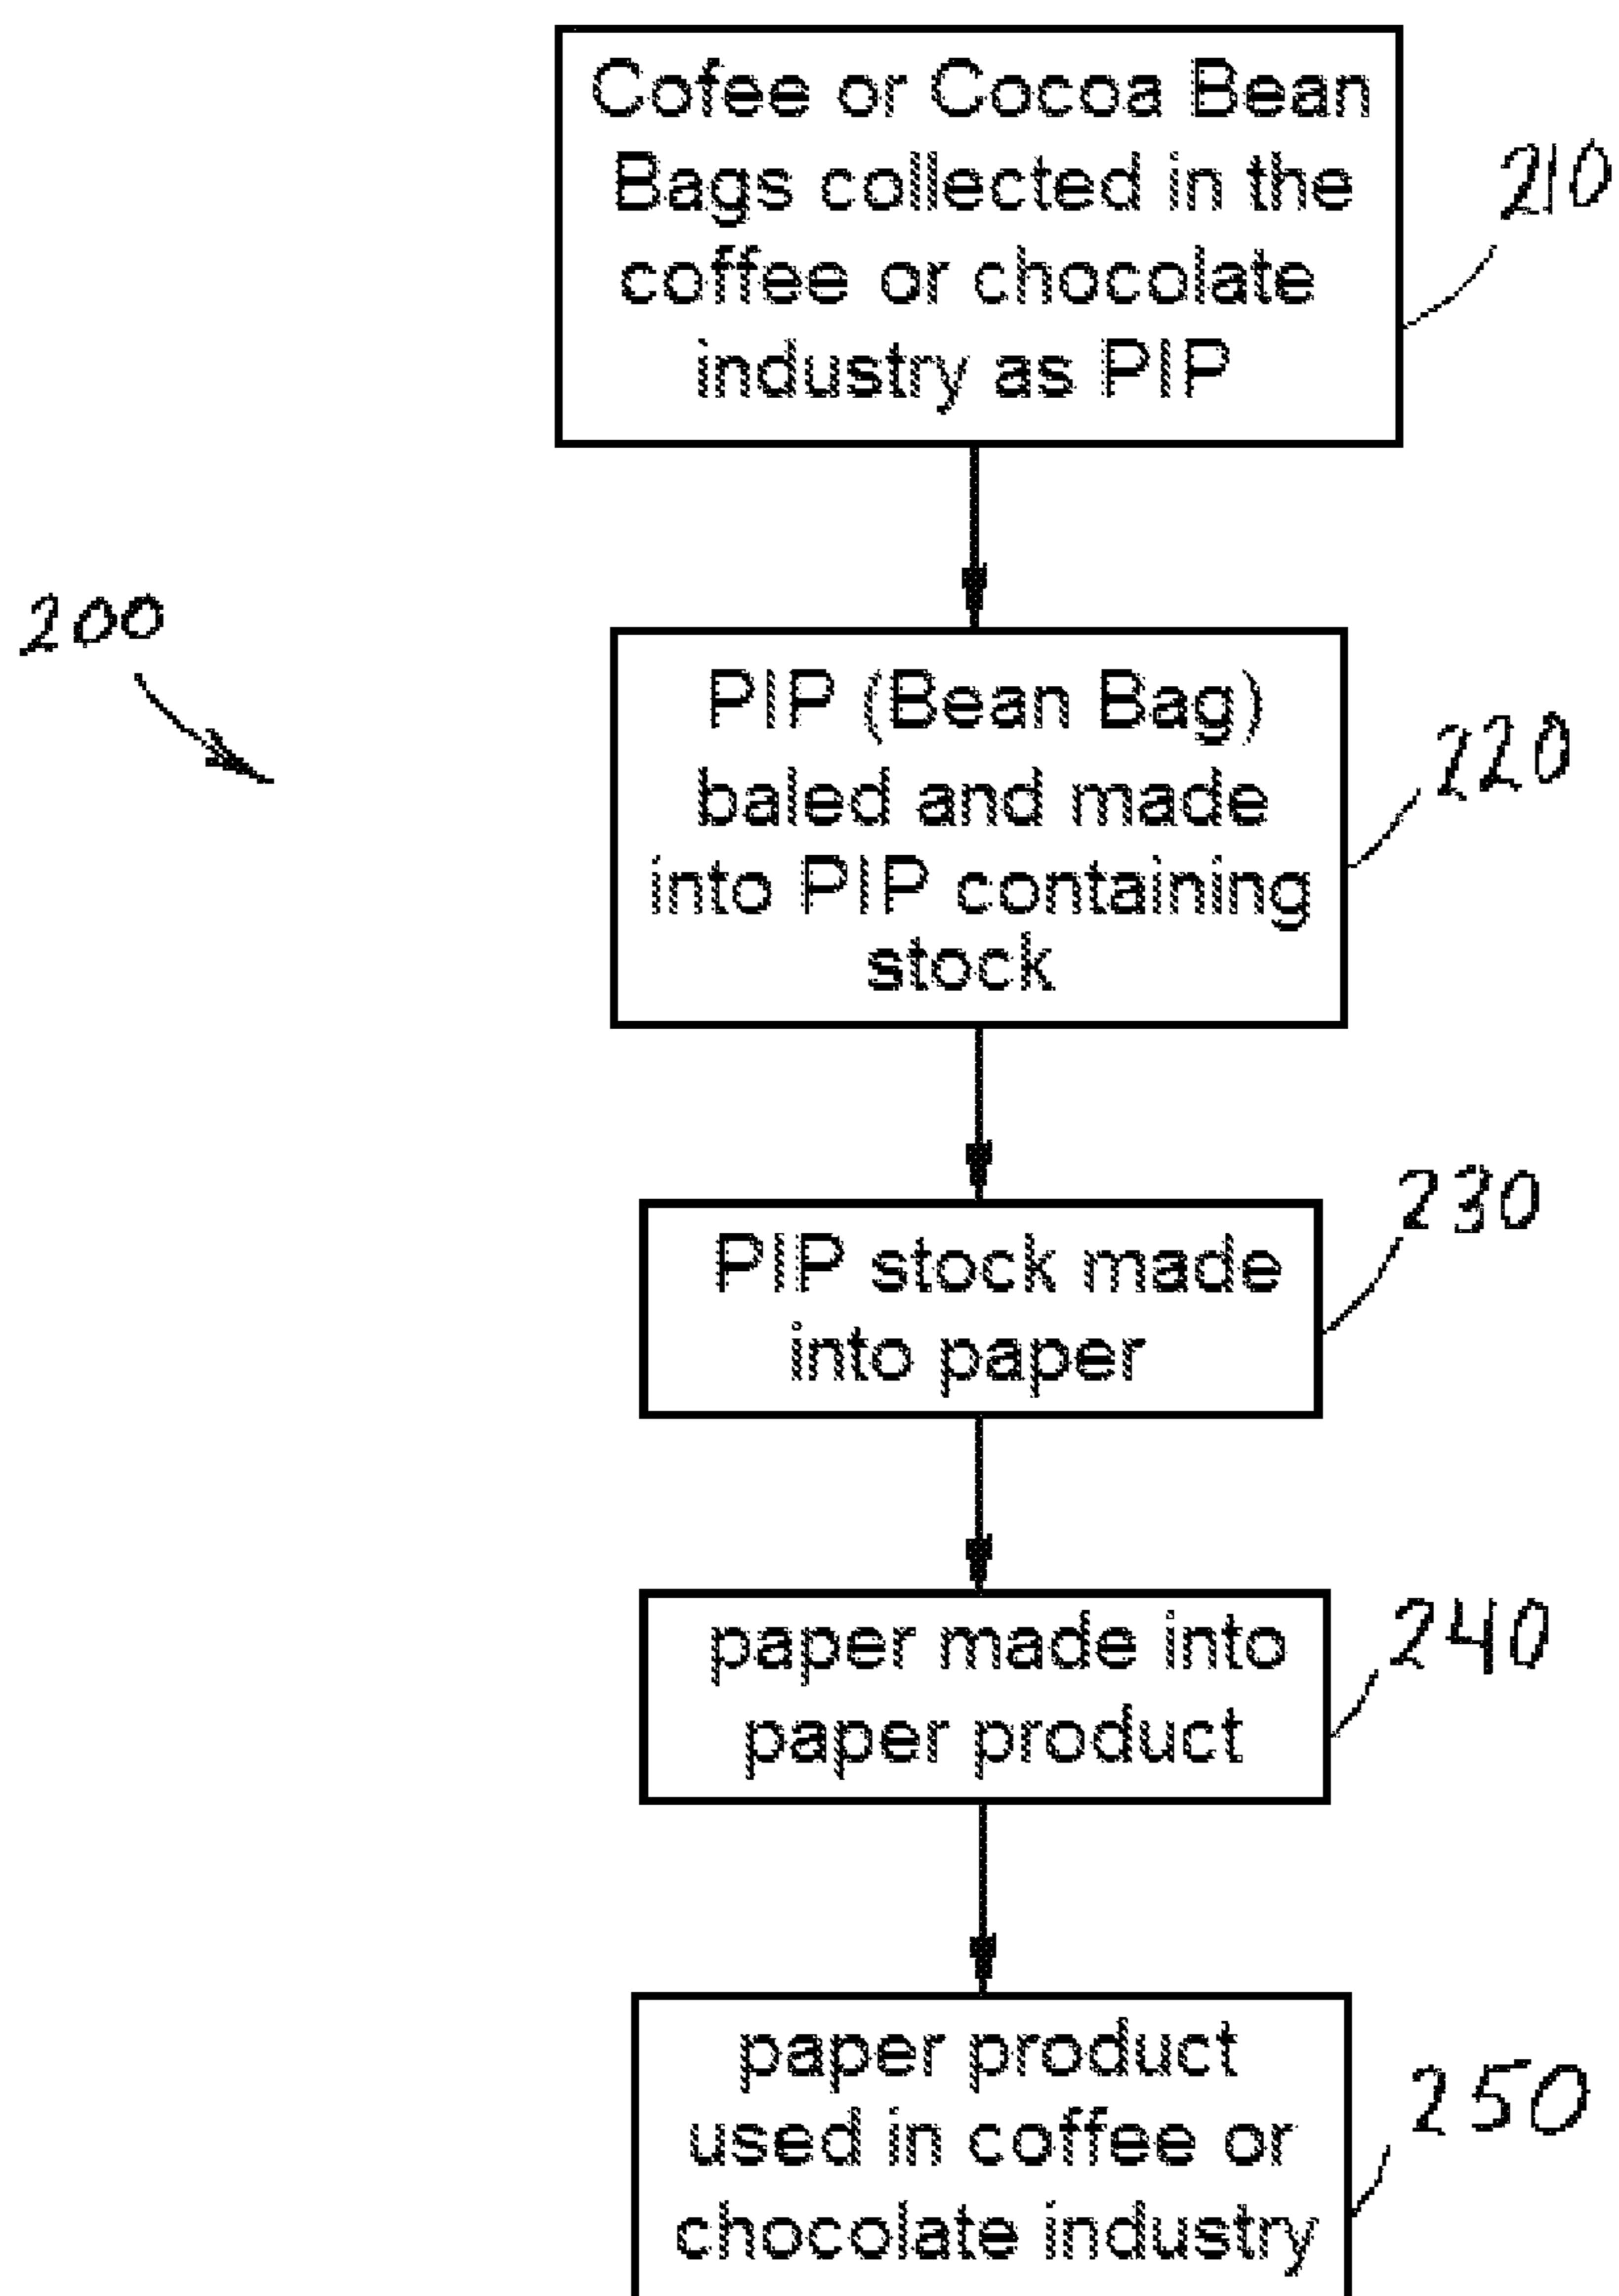 Cofee or Cocoa Bean
Bags collected in the
coffee or chocolate
industry as PIP
210
200
PIP (Bean Bag)
baled and made
into PIP containing
stock
220
PIP stock made
into paper
230
paper made into
paper product
240
paper product
used in coffee or
chocolate industry
250